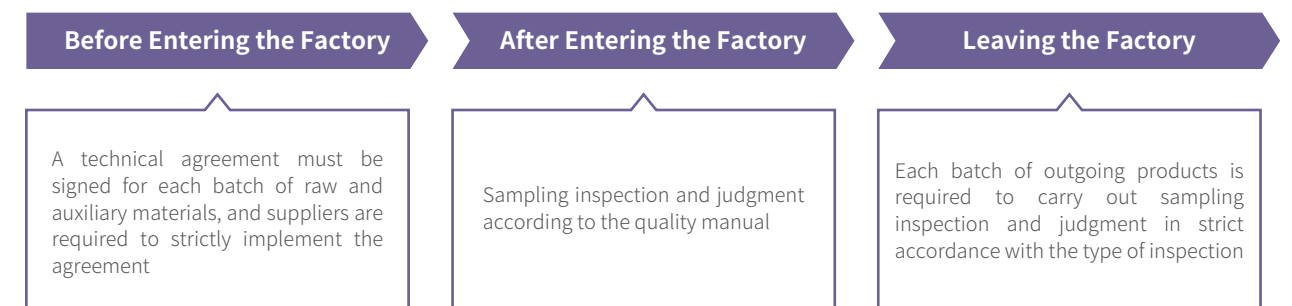 Before Entering the Factory
A technical agreement must be
signed for each batch of raw and
auxiliary materials, and suppliers are
required to strictly implement the
agreement
After Entering the Factory
Sampling inspection and judgment
according to the quality manual
Leaving the Factory
Each batch of outgoing products is
required to carry out sampling
inspection and judgment in strict
accordance with the type of inspection